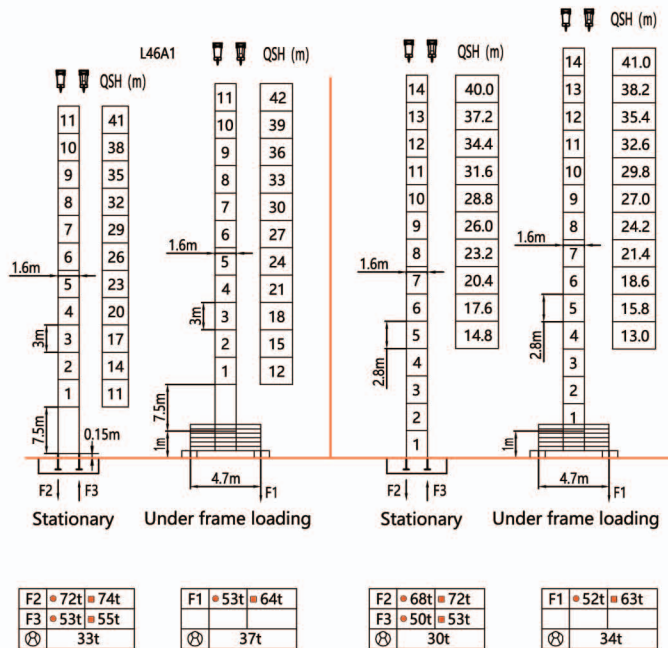 L46A1
QSH (m)
11 41
10 38
9 35
8 32
7 29
6 26
5 23
4 20
3 17
2 14
1 11
1.6m
3m
7.5m
0.15m
F2
F3
Stationary
QSH (m)
11 42
10 39
9 36
8 33
7 30
6 27
5 24
4 21
3 18
2 15
1 12
1.6m
3m
7.5m
1m
4.7m
F1
Under frame loading
QSH (m)
14 40.0
13 37.2
12 34.4
11 31.6
10 28.8
9 26.0
8 23.2
7 20.4
6 17.6
5 14.8
4
3
2
1
1.6m
2.8m
F2
F3
Stationary
QSH (m)
14 41.0
13 38.2
12 35.4
11 32.6
10 29.8
9 27.0
8 24.2
7 21.4
6 18.6
5 15.8
4 13.0
3
2
1
1.6m
2.8m
1m
4.7m
F1
Under frame loading
F2 72t 74t
F3 53t 55t
33t
F1 53t 64t
37t
F2 68t 72t
F3 50t 53t
30t
F1 52t 63t
34t